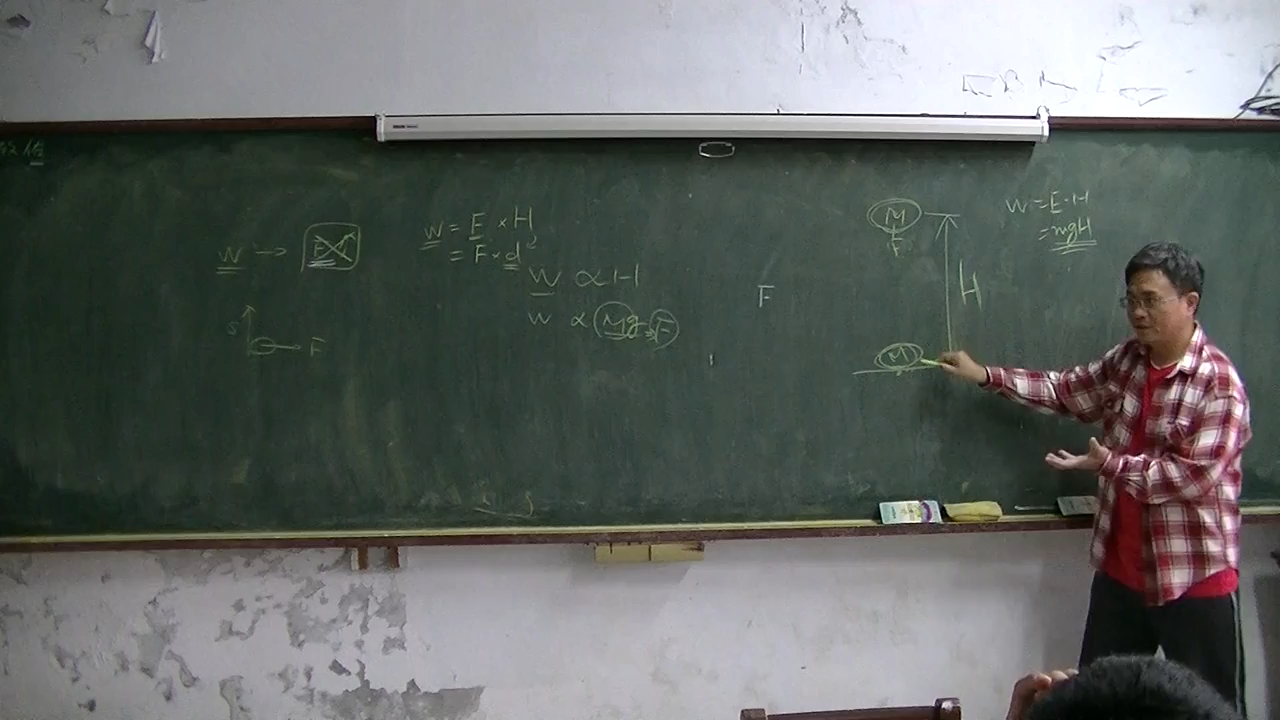 W →
W = E × H
= F × d
W ∝ H
W ∝ Mg F
S
F
F
M
F
H
M
W = E · H
= mgH